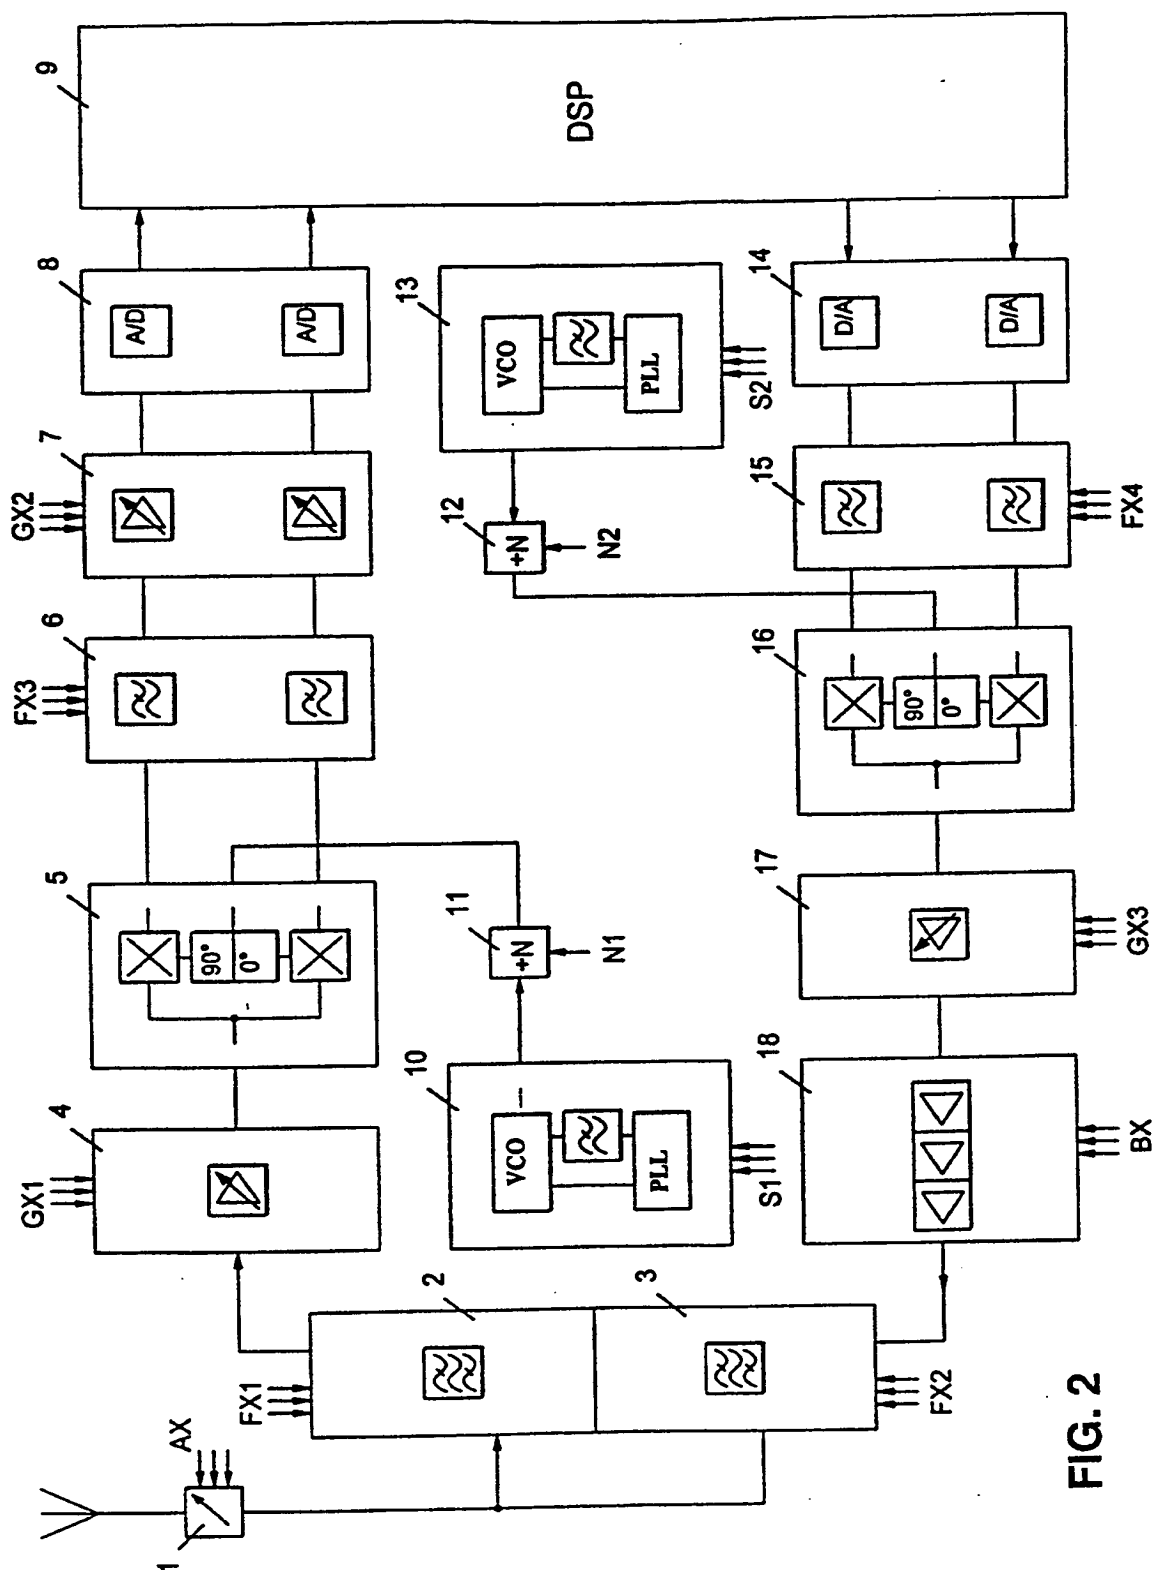 9
DSP
8
A/D
A/D
13
VCO
PLL
S2
14
D/A
D/A
7
GX2
12
+N
N2
15
FX4
6
FX3
16
90°
0°
5
90°
0°
11
+N
N1
17
GX3
4
GX1
10
VCO
PLL
S1
18
BX
2
FX1
3
FX2
AX
1
FIG. 2